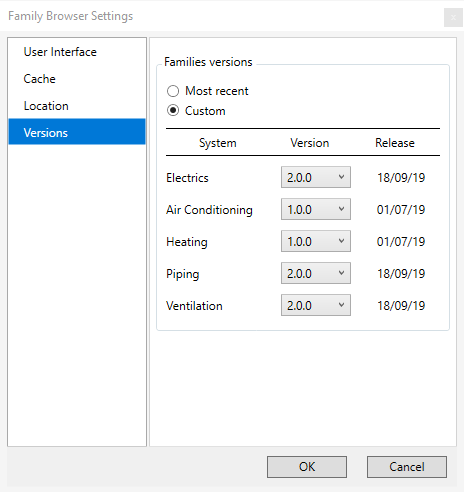 Family Browser Settings
x
User Interface
Cache
Location
Versions
Families versions
Most recent
Custom
System Version Release
Electrics 2.0.0 18/09/19
Air Conditioning 1.0.0 01/07/19
Heating 1.0.0 01/07/19
Piping 2.0.0 18/09/19
Ventilation 2.0.0 18/09/19
OK Cancel